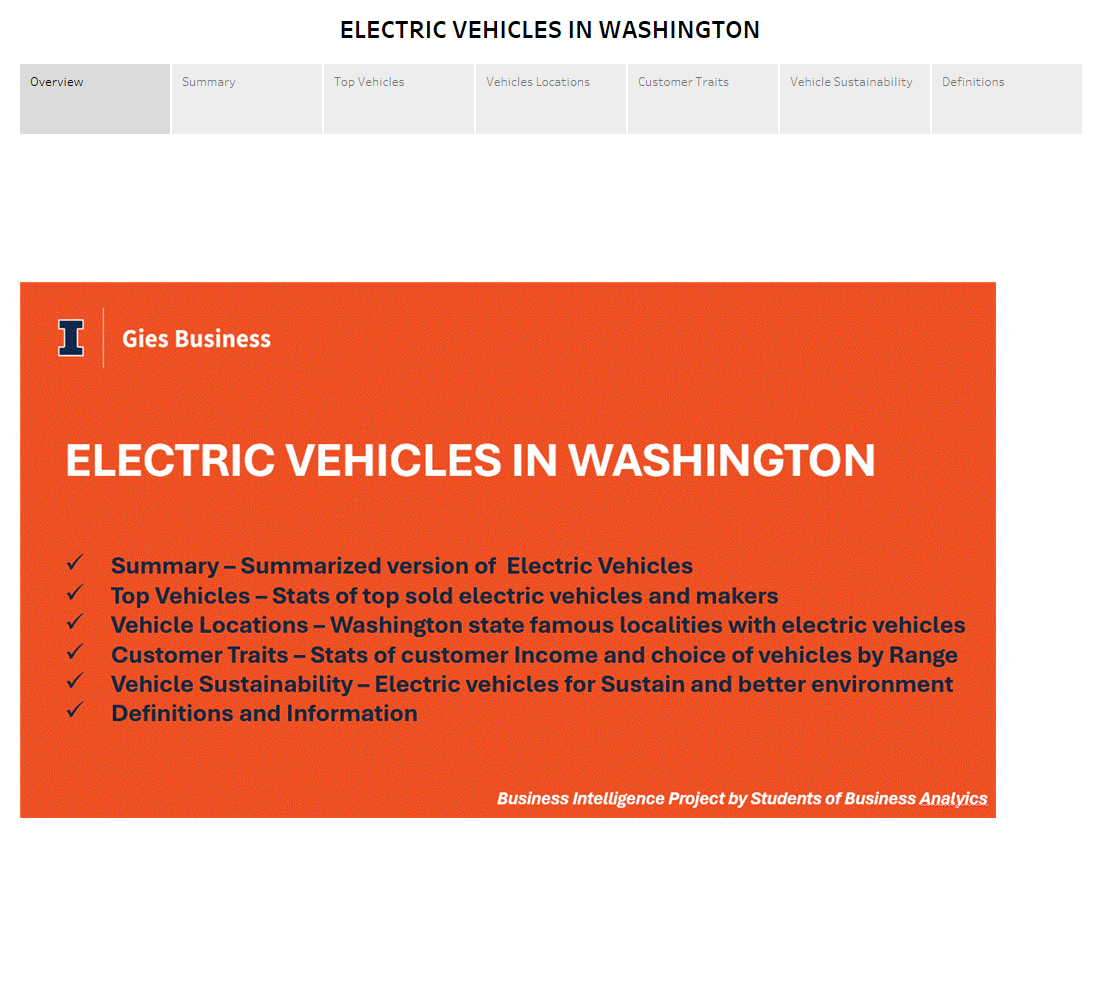 ELECTRIC VEHICLES IN WASHINGTON
Overview Summary Top Vehicles Vehicles Locations Customer Traits Vehicle Sustainability Definitions
I Gies Business
ELECTRIC VEHICLES IN WASHINGTON
✓ Summary – Summarized version of  Electric Vehicles
✓ Top Vehicles – Stats of top sold electric vehicles and makers
✓ Vehicle Locations – Washington state famous localities with electric vehicles
✓ Customer Traits – Stats of customer Income and choice of vehicles by Range
✓ Vehicle Sustainability – Electric vehicles for Sustain and better environment
✓ Definitions and Information
Business Intelligence Project by Students of Business Analyics